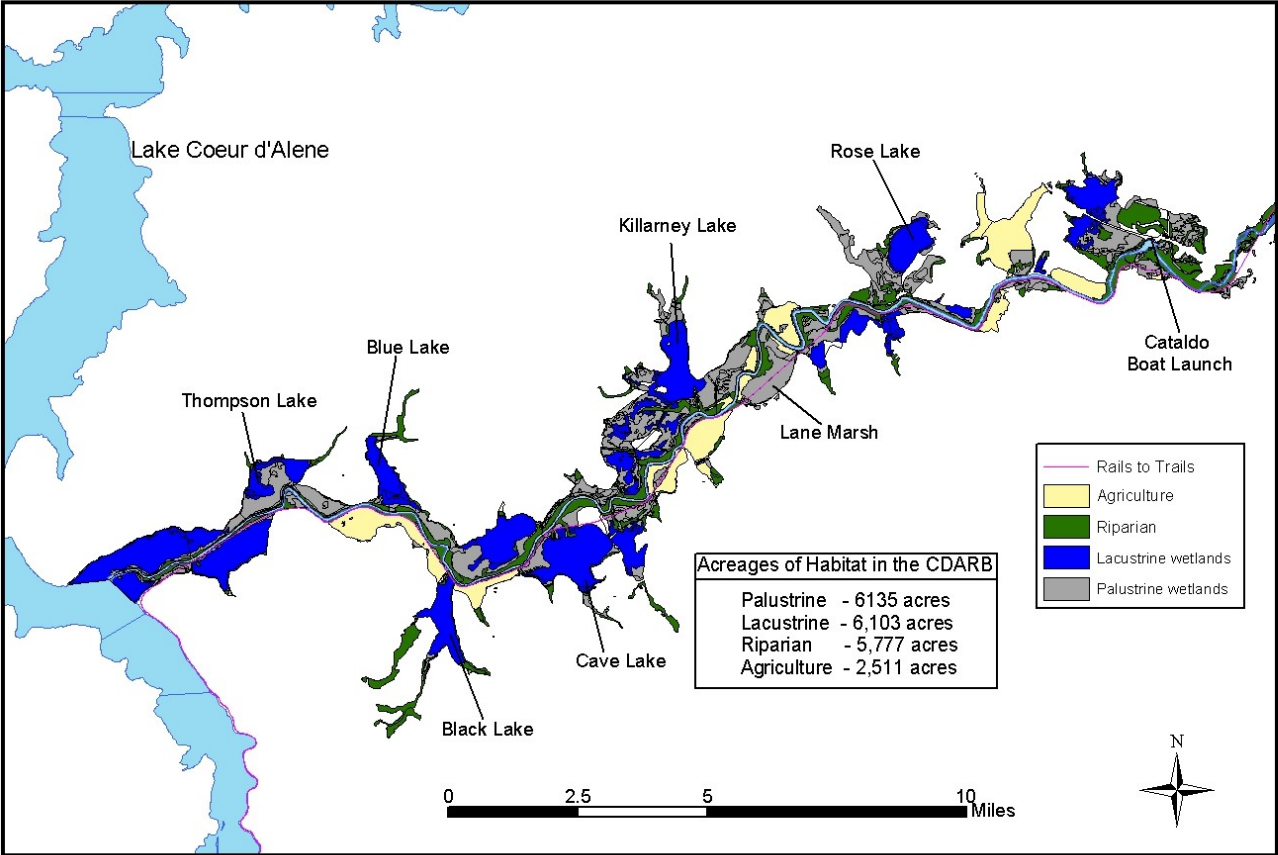 Lake Coeur d'Alene
Rose Lake
Killarney Lake
Blue Lake
Cataldo
Boat Launch
Thompson Lake
Lane Marsh
Rails to Trails
Agriculture
Riparian
Lacustrine wetlands
Palustrine wetlands
Acreages of Habitat in the CDARB
Palustrine - 6135 acres
Lacustrine - 6,103 acres
Riparian - 5,777 acres
Agriculture - 2,511 acres
Cave Lake
Black Lake
N
0 2.5 5 10
Miles